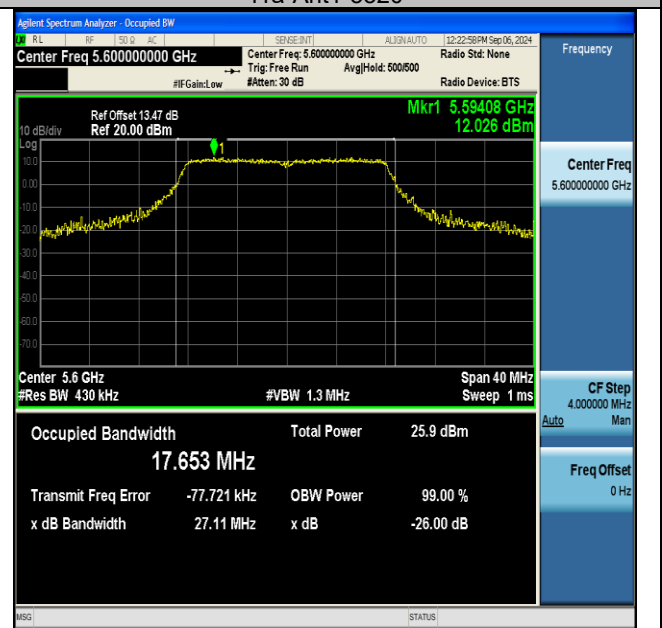 Agilent Spectrum Analyzer - Occupied BW
LXI RL RF 50 Ω AC SENSE:INT ALIGNAUTO 12:22:58PM Sep 06, 2024
Center Freq 5.600000000 GHz Center Freq: 5.600000000 GHz Radio Std: None
Trig: Free Run Avg|Hold: 500/500
#IFGain:Low #Atten: 30 dB Radio Device: BTS
Frequency
Ref Offset 13.47 dB Mkr1 5.59408 GHz
10 dB/div Ref 20.00 dBm 12.026 dBm
Log
10.0
0.00
-10.0
-20.0
-30.0
-40.0
-50.0
-60.0
-70.0
1
Center 5.6 GHz Span 40 MHz
#Res BW 430 kHz #VBW 1.3 MHz Sweep 1 ms
Occupied Bandwidth Total Power 25.9 dBm
17.653 MHz
Transmit Freq Error -77.721 kHz OBW Power 99.00 %
x dB Bandwidth 27.11 MHz x dB -26.00 dB
Center Freq
5.600000000 GHz
CF Step
4.000000 MHz
Auto Man
Freq Offset
0 Hz
MSG STATUS